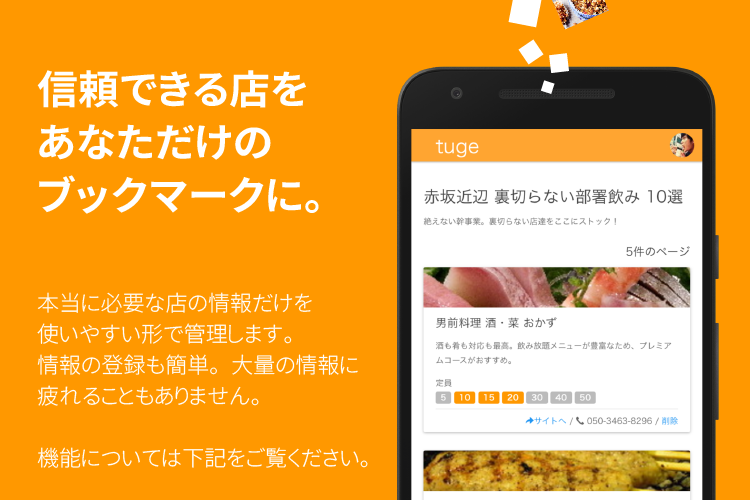 信頼できる店を
あなただけの
ブックマークに。
本当に必要な店の情報だけを
使いやすい形で管理します。
情報の登録も簡単。大量の情報に
疲れることもありません。
機能については下記をご覧ください。
tuge
赤坂近辺 裏切らない部署飲み 10選
絶えない幹事業。裏切らない店達をここにストック！
5件のページ
男前料理 酒・菜 おかず
酒も肴も対応も最高。飲み放題メニューが豊富なため、プレミア
ムコースがおすすめ。
定員
5 10 15 20 30 40 50
サイトへ / 050-3463-8296 / 削除